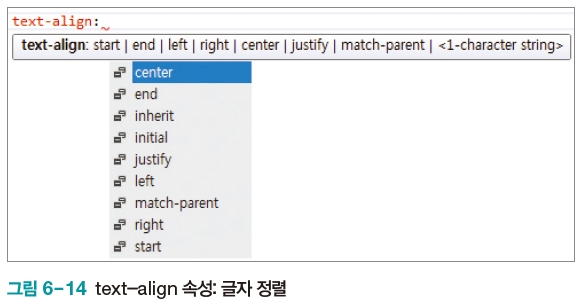 text-align:
text-align: start | end | left | right | center | justify | match-parent | <1-character string>
center
end
inherit
initial
justify
left
match-parent
right
start
그림 6-14 text-align 속성: 글자 정렬